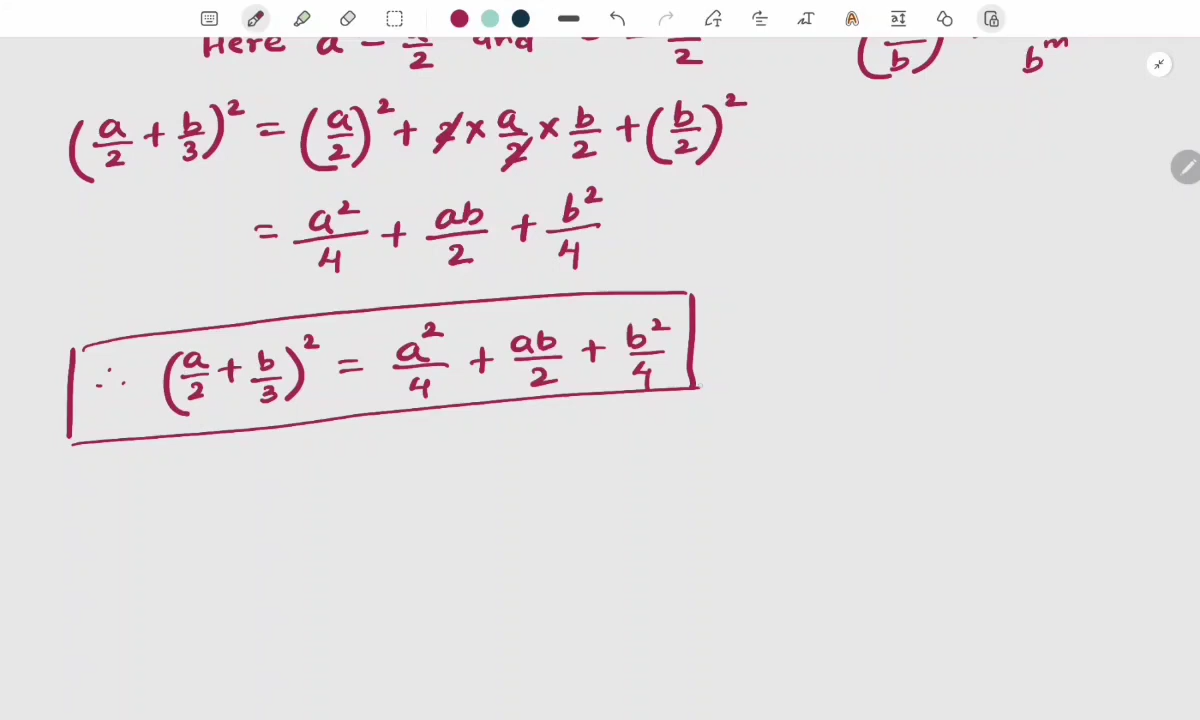 Here a = a/2 and = /2 (/b) b^m
(a/2 + b/3)² = (a/2)² + 2 × a/2 × b/2 + (b/2)²
= a²/4 + ab/2 + b²/4
∴ (a/2 + b/3)² = a²/4 + ab/2 + b²/4